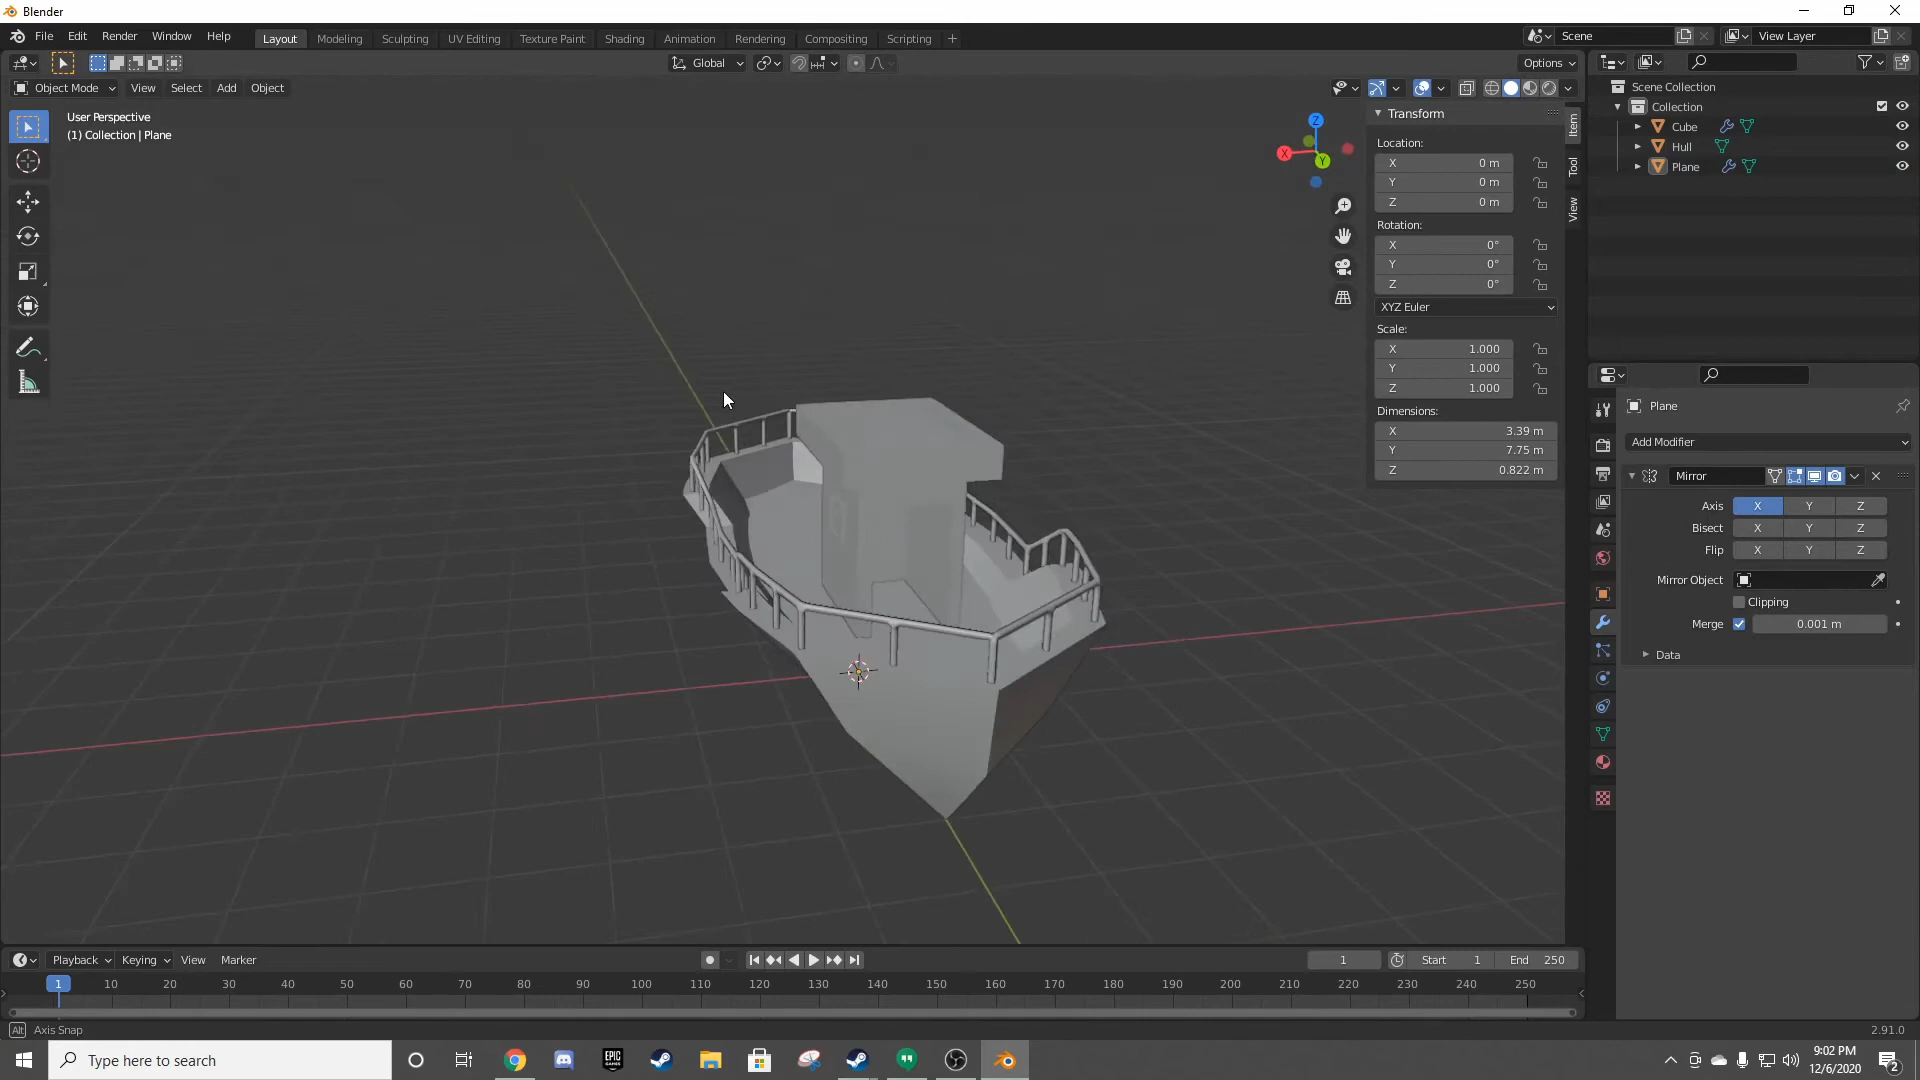 Blender
File Edit Render Window Help
Layout Modeling Sculpting UV Editing Texture Paint Shading Animation Rendering Compositing Scripting +
Scene
View Layer
Global
Options
Object Mode View Select Add Object
User Perspective
(1) Collection | Plane
Z
X
Y
Transform
Location:
X 0 m
Y 0 m
Z 0 m
Rotation:
X 0°
Y 0°
Z 0°
XYZ Euler
Scale:
X 1.000
Y 1.000
Z 1.000
Dimensions:
X 3.39 m
Y 7.75 m
Z 0.822 m
Item
Tool
View
Scene Collection
Collection
Cube
Hull
Plane
Plane
Add Modifier
Mirror
Axis X Y Z
Bisect X Y Z
Flip X Y Z
Mirror Object
Clipping
Merge 0.001 m
Data
Playback Keying View Marker
1
Start 1
End 250
1 10 20 30 40 50 60 70 80 90 100 110 120 130 140 150 160 170 180 190 200 210 220 230 240 250
Alt Axis Snap
2.91.0
Type here to search
EPIC GAMES
9:02 PM
12/6/2020
2